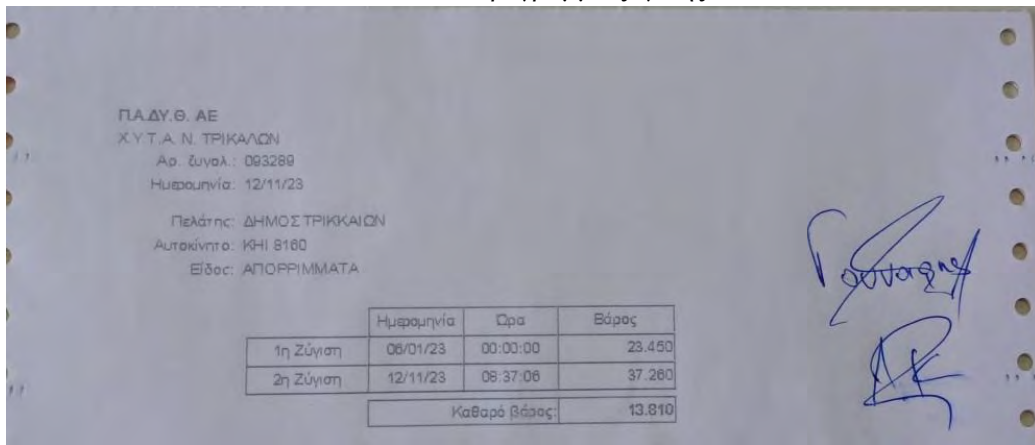 Π.Α.ΔΥ.Θ. ΑΕ
Χ.Υ.Τ.Α. Ν. ΤΡΙΚΑΛΩΝ
Αρ. ζυγολ.: 093289
Ημερομηνία: 12/11/23
Πελάτης: ΔΗΜΟΣ ΤΡΙΚΚΑΙΩΝ
Αυτοκίνητο: ΚΗΙ 8160
Είδος: ΑΠΟΡΡΙΜΜΑΤΑ
Ημερομηνία Ώρα Βάρος
1η Ζύγιση 06/01/23 00:00:00 23.450
2η Ζύγιση 12/11/23 08:37:06 37.260
Καθαρό βάρος: 13.810